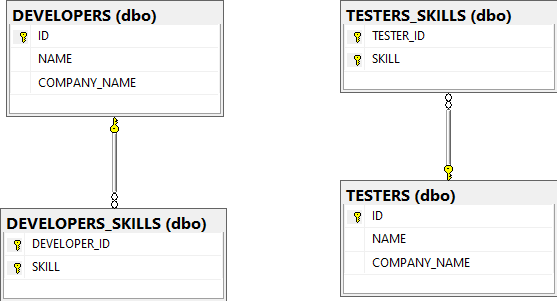 DEVELOPERS (dbo)
ID
NAME
COMPANY_NAME
DEVELOPERS_SKILLS (dbo)
DEVELOPER_ID
SKILL
TESTERS_SKILLS (dbo)
TESTER_ID
SKILL
TESTERS (dbo)
ID
NAME
COMPANY_NAME